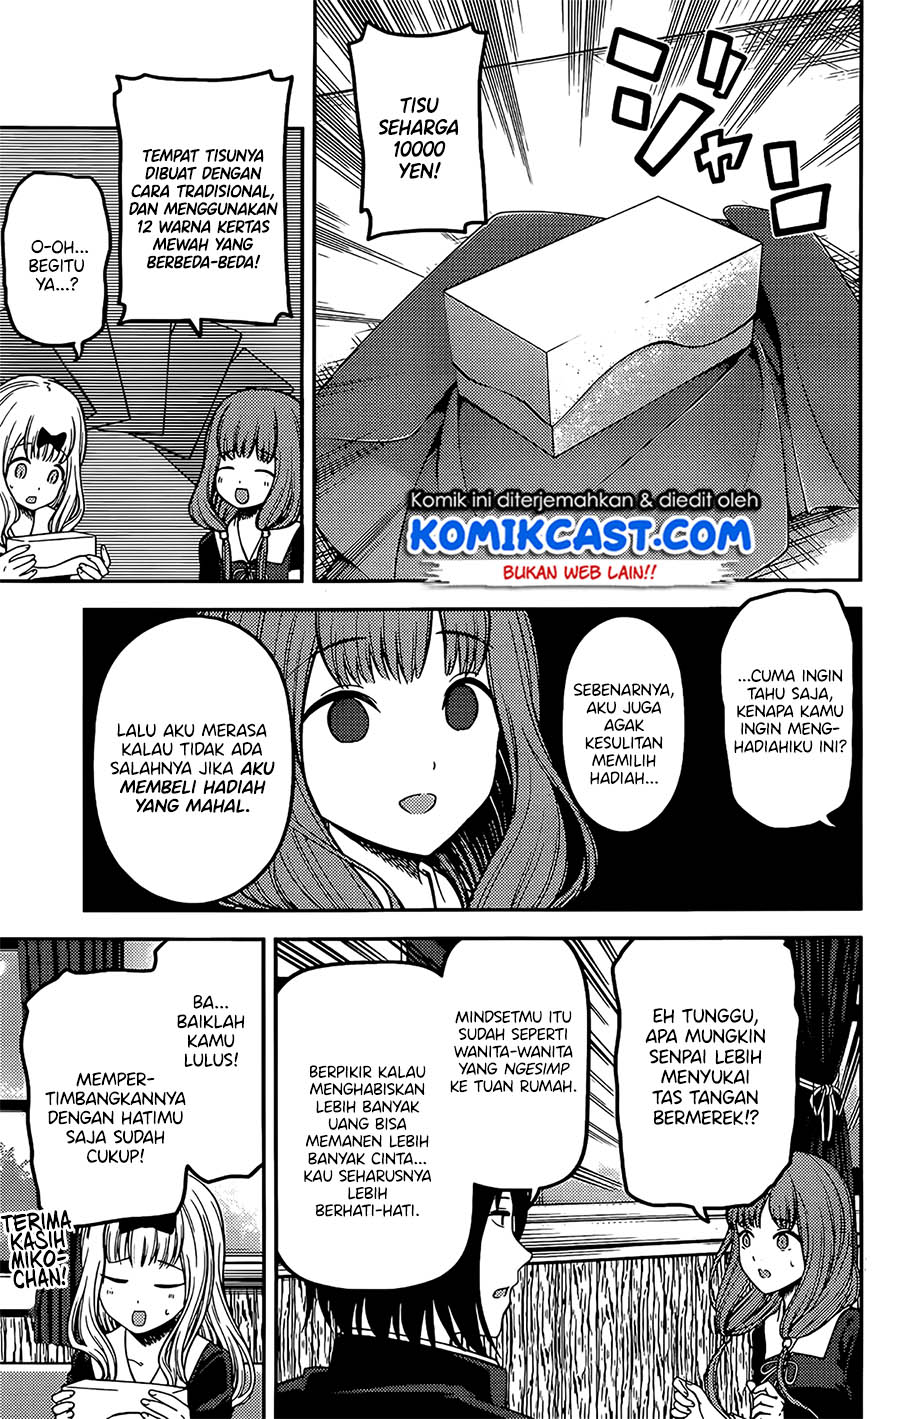 TISU
SEHARGA
10000
YEN!
ジジャーン
TEMPAT TISUNYA
DIBUAT DENGAN
CARA TRADISIONAL,
DAN MENGGUNAKAN
12 WARNA KERTAS
MEWAH YANG
BERBEDA-BEDA!
O-OH...
BEGITU
YA...?
Komik ini diterjemahkan & diedit oleh
KOMIKCAST.COM
BUKAN WEB LAIN!!
...CUMA INGIN
TAHU SAJA,
KENAPA KAMU
INGIN MENG-
HADIAHIKU INI?
SEBENARNYA,
AKU JUGA
AGAK
KESULITAN
MEMILIH
HADIAH...
LALU AKU MERASA
KALAU TIDAK ADA
SALAHNYA JIKA AKU
MEMBELI HADIAH
YANG MAHAL.
EH TUNGGU,
APA MUNGKIN
SENPAI LEBIH
MENYUKAI
TAS TANGAN
BERMEREK!?
MINDSETMU ITU
SUDAH SEPERTI
WANITA-WANITA
YANG NGESIMP
KE TUAN RUMAH.
BERPIKIR KALAU
MENGHABISKAN
LEBIH BANYAK
UANG BISA
MEMANEN LEBIH
BANYAK CINTA...
KAU SEHARUSNYA
LEBIH
BERHATI-HATI.
BA...
BAIKLAH
KAMU
LULUS!
MEMPER-
TIMBANGKANNYA
DENGAN HATIMU
SAJA SUDAH
CUKUP!
TERIMA
KASIH
MIKO-
CHAN!